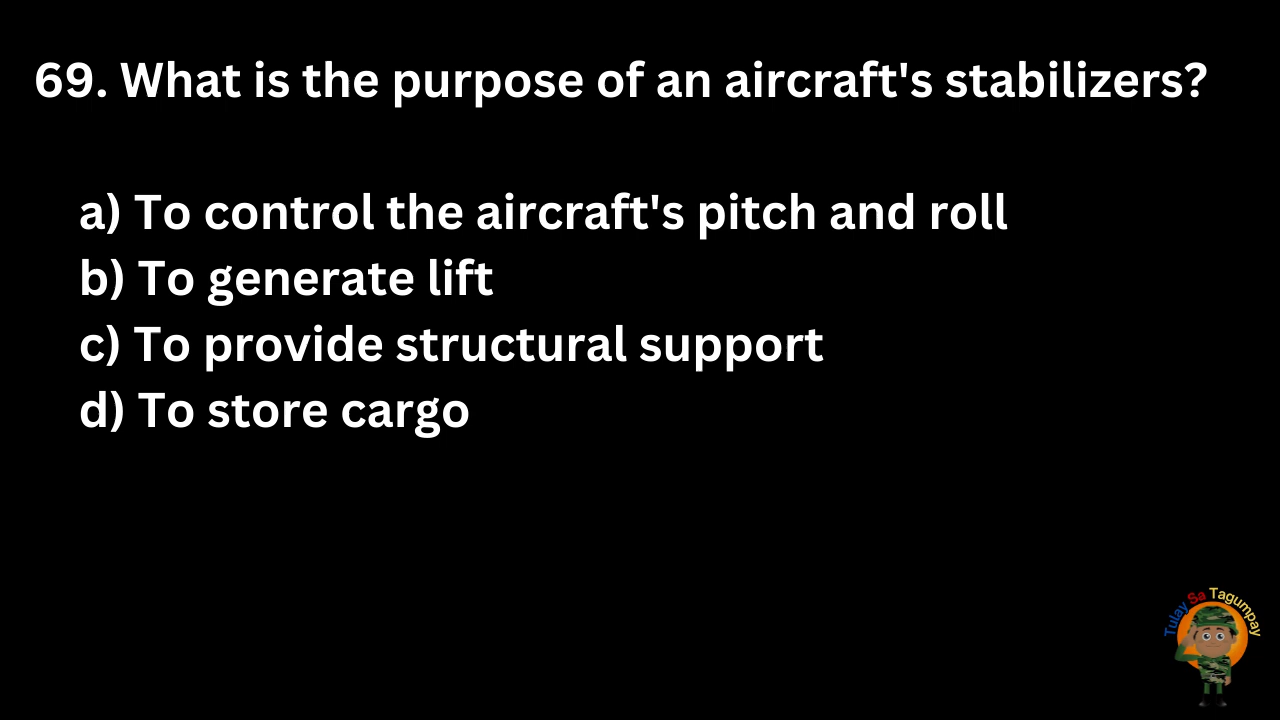 69. What is the purpose of an aircraft's stabilizers?
a) To control the aircraft's pitch and roll
b) To generate lift
c) To provide structural support
d) To store cargo
Tulay Sa Tagumpay